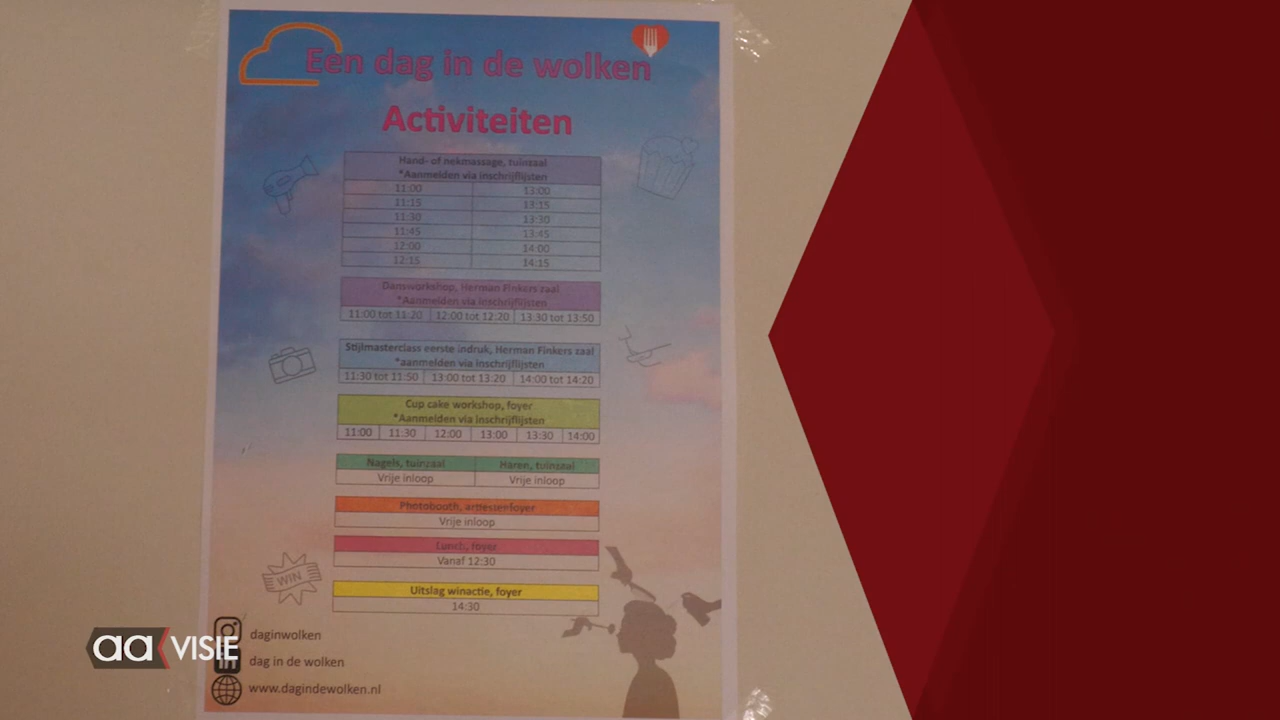 Een dag in de wolken
Activiteiten
Hand- of nekmassage, tuinzaal
*Aanmelden via inschrijflijsten
11:00 13:00
11:15 13:15
11:30 13:30
11:45 13:45
12:00 14:00
12:15 14:15
Dansworkshop, Herman Finkers zaal
*Aanmelden via inschrijflijsten
11:00 tot 11:20 12:00 tot 12:20 13:30 tot 13:50
Stijlmasterclass eerste indruk, Herman Finkers zaal
*aanmelden via inschrijflijsten
11:30 tot 11:50 13:00 tot 13:20 14:00 tot 14:20
Cup cake workshop, foyer
*Aanmelden via inschrijflijsten
11:00 11:30 12:00 13:00 13:30 14:00
Nagels, tuinzaal Haren, tuinzaal
Vrije inloop Vrije inloop
Photobooth, artiestenfoyer
Vrije inloop
Lunch, foyer
Vanaf 12:30
Uitslag winactie, foyer
14:30
WIN
daginwolken
dag in de wolken
www.dagindewolken.nl
aa VISIE